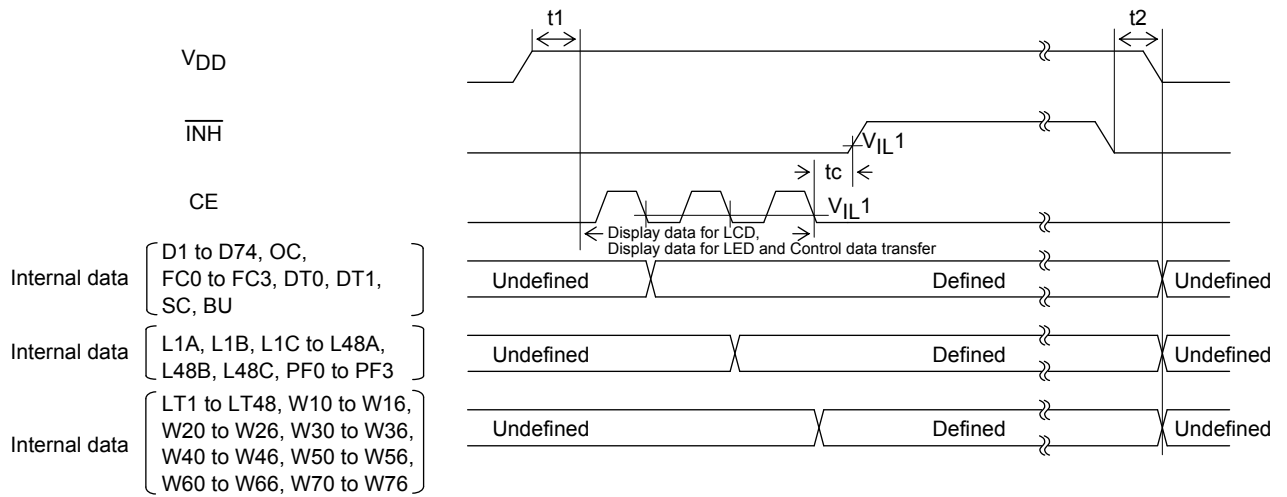 t1
t2
VDD
INH
VIL1
tc
CE
VIL1
Display data for LCD,
Display data for LED and Control data transfer
Internal data
D1 to D74, OC,
FC0 to FC3, DT0, DT1,
SC, BU
Undefined
Defined
Undefined
Internal data
L1A, L1B, L1C to L48A,
L48B, L48C, PF0 to PF3
Undefined
Defined
Undefined
Internal data
LT1 to LT48, W10 to W16,
W20 to W26, W30 to W36,
W40 to W46, W50 to W56,
W60 to W66, W70 to W76
Undefined
Defined
Undefined